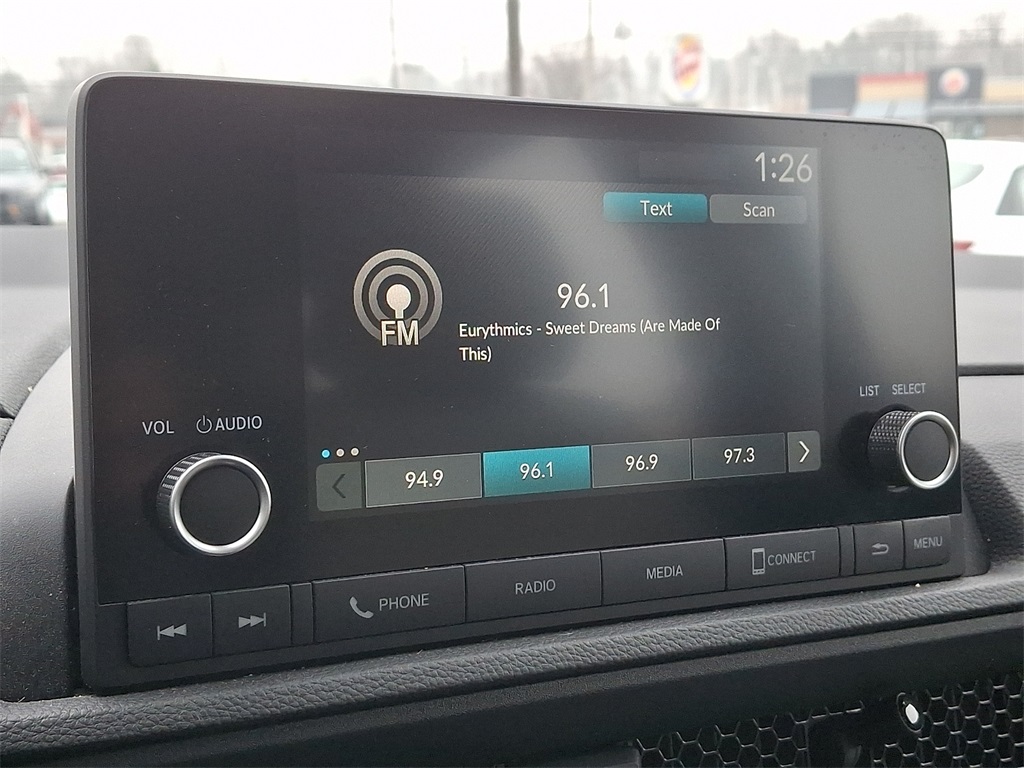 1:26
Text Scan
FM
96.1
Eurythmics - Sweet Dreams (Are Made Of
This)
LIST SELECT
VOL AUDIO
94.9 96.1 96.9 97.3
PHONE RADIO MEDIA CONNECT MENU